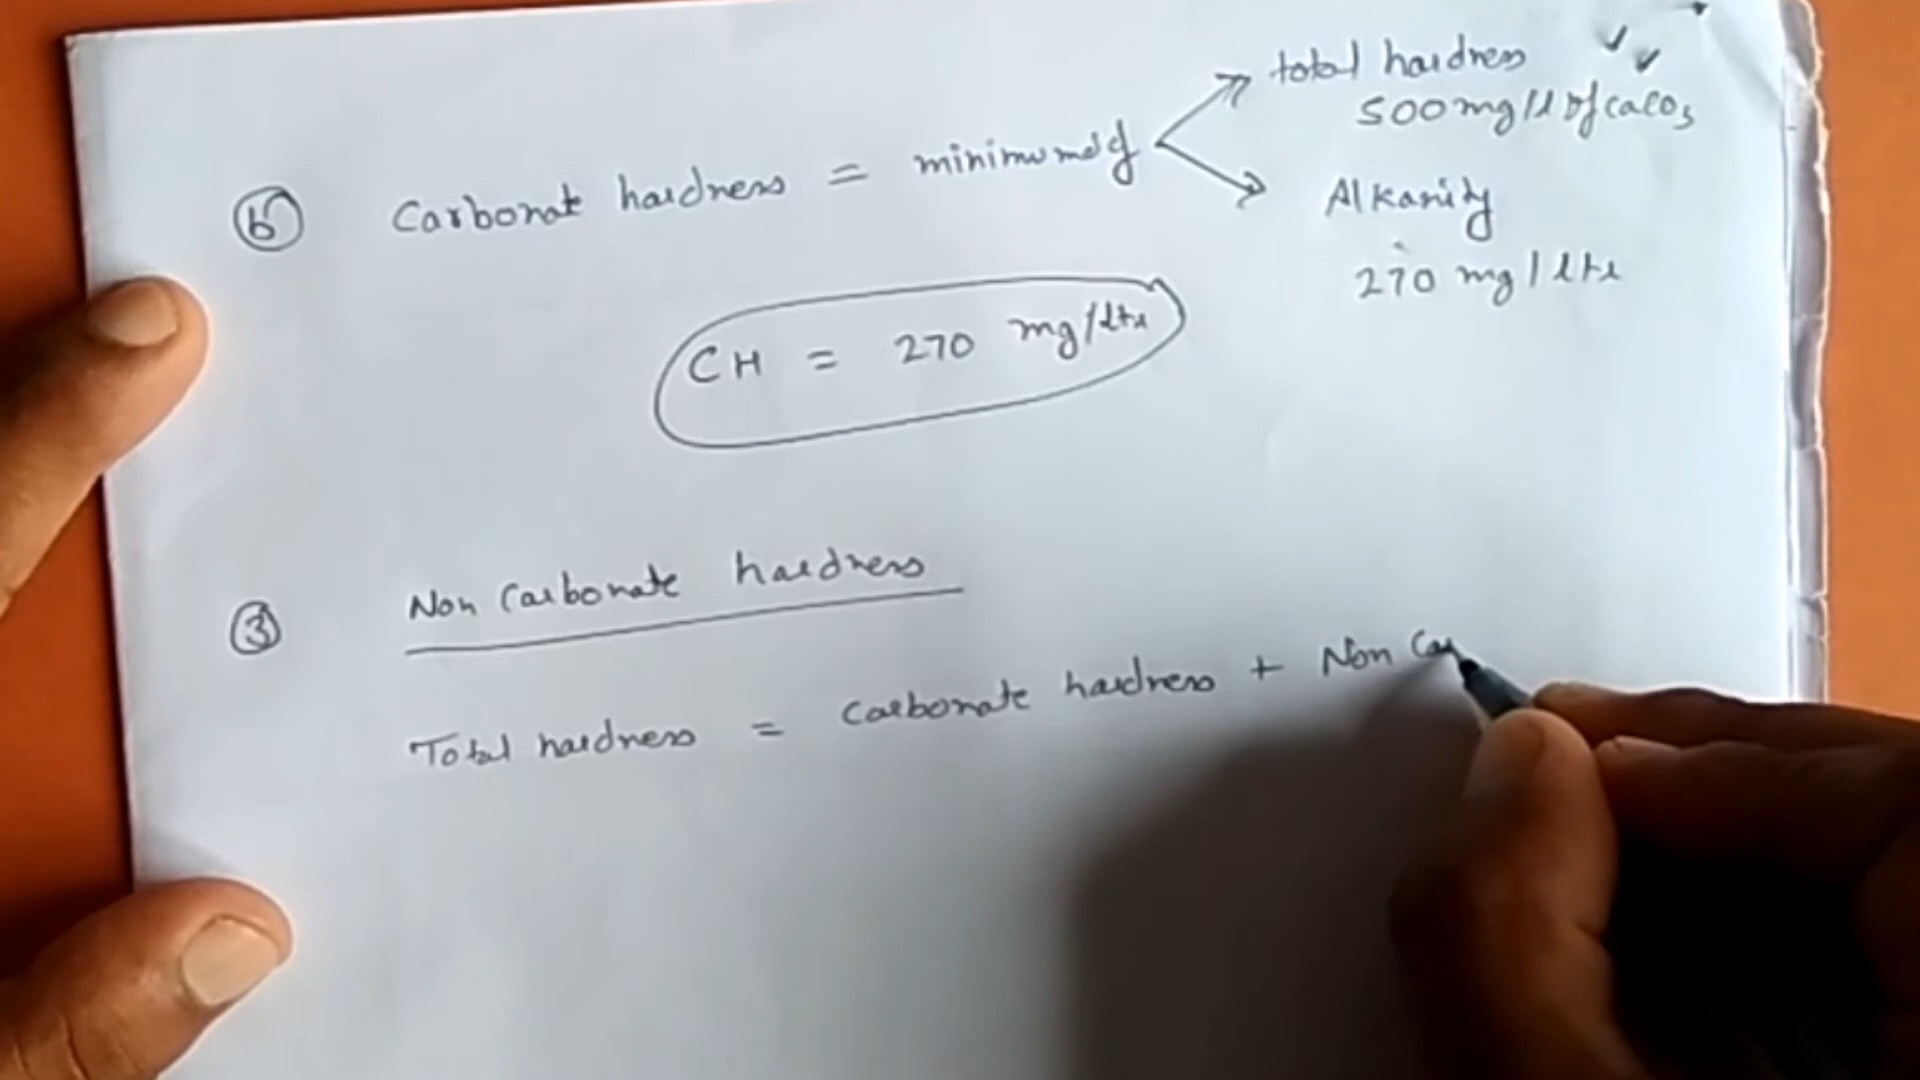 total hardness
500 mg/l of caco3
(b) Carbonate hardness = minimum of
Alkanity
270 mg/ltr
CH = 270 mg/ltr
(3) Non Carbonate hardness
Total hardness = Carbonate hardness + Non Ca